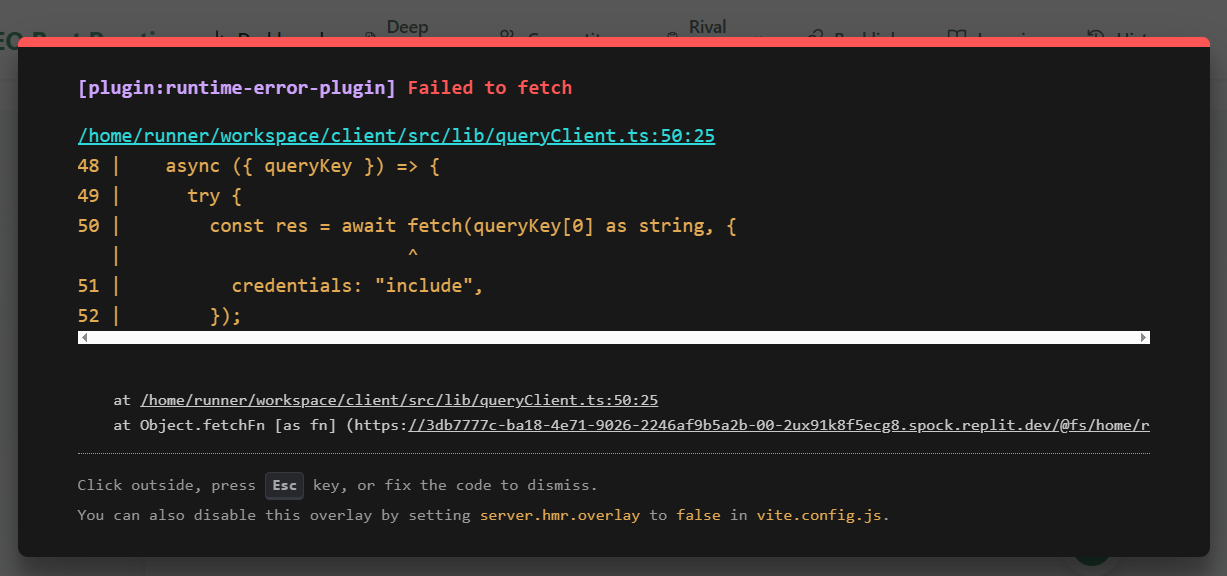 Deep
Rival
[plugin:runtime-error-plugin] Failed to fetch
/home/runner/workspace/client/src/lib/queryClient.ts:50:25
48 |    async ({ queryKey }) => {
49 |      try {
50 |        const res = await fetch(queryKey[0] as string, {
   |                          ^
51 |          credentials: "include",
52 |        });
at /home/runner/workspace/client/src/lib/queryClient.ts:50:25
at Object.fetchFn [as fn] (https://3db7777c-ba18-4e71-9026-2246af9b5a2b-00-2ux91k8f5ecg8.spock.replit.dev/@fs/home/r
Click outside, press Esc key, or fix the code to dismiss.
You can also disable this overlay by setting server.hmr.overlay to false in vite.config.js.